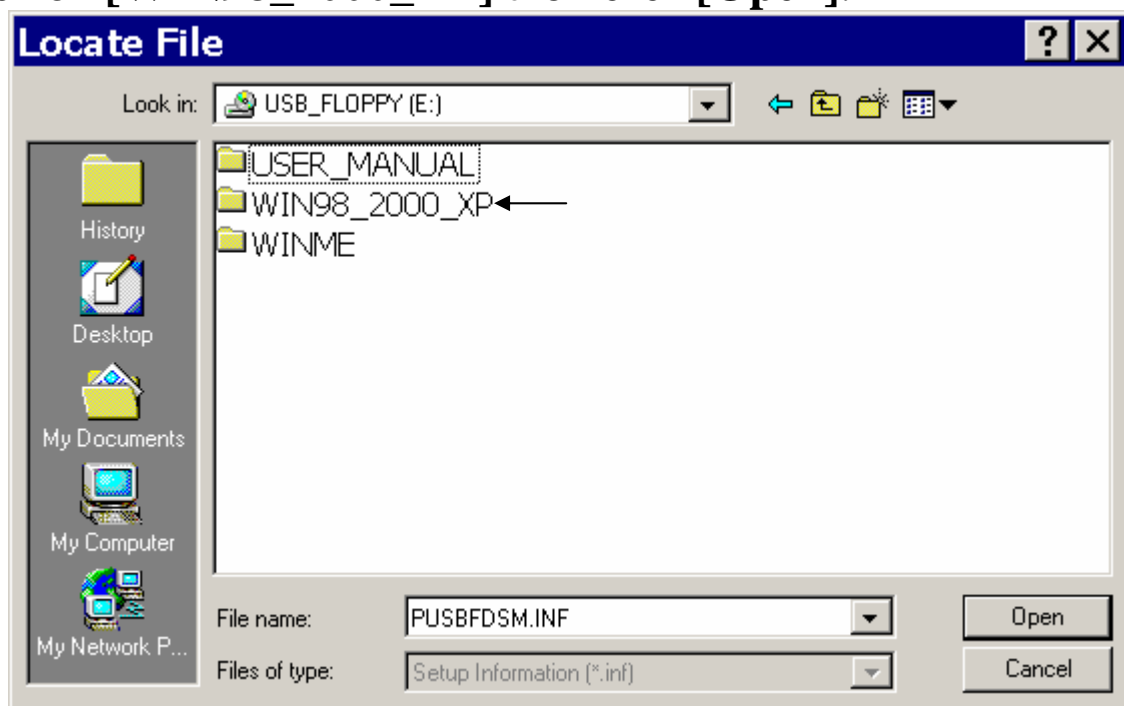 Locate File
Look in: USB_FLOPPY (E:)
USER_MANUAL
WIN98_2000_XP
WINME
History
Desktop
My Documents
My Computer
My Network P...
File name: PUSBFDSM.INF Open
Files of type: Setup Information (*.inf) Cancel